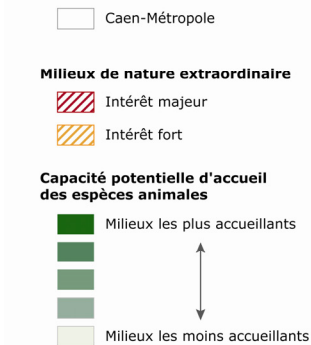 Caen-Métropole
Milieux de nature extraordinaire
Intérêt majeur
Intérêt fort
Capacité potentielle d'accueil
des espèces animales
Milieux les plus accueillants
Milieux les moins accueillants